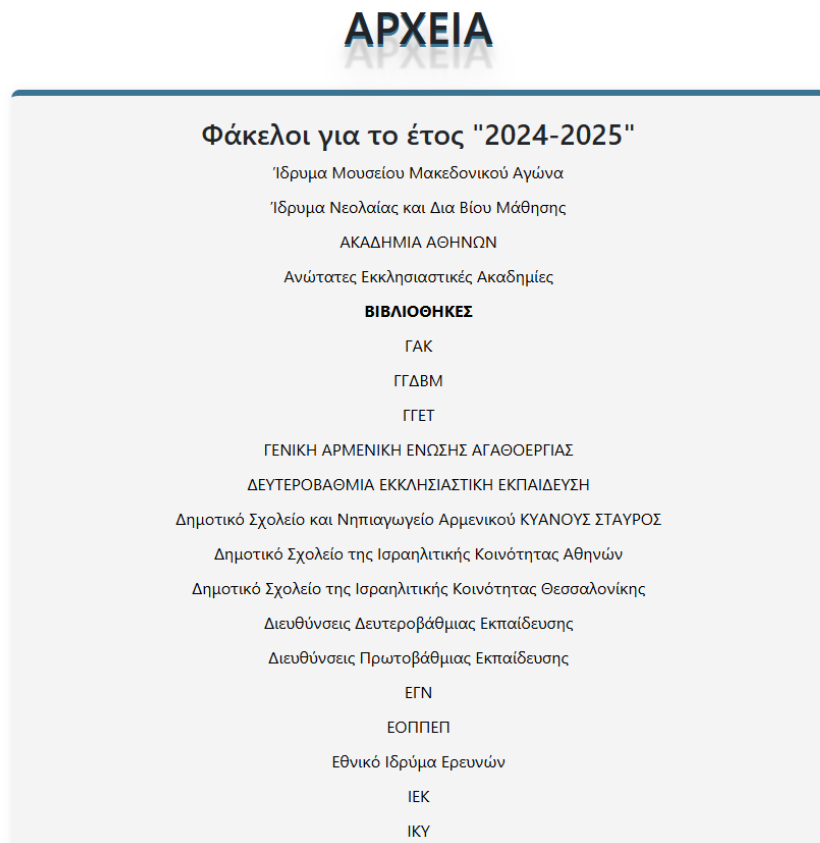 ΑΡΧΕΙΑ
Φάκελοι για το έτος "2024-2025"
Ίδρυμα Μουσείου Μακεδονικού Αγώνα
Ίδρυμα Νεολαίας και Δια Βίου Μάθησης
ΑΚΑΔΗΜΙΑ ΑΘΗΝΩΝ
Ανώτατες Εκκλησιαστικές Ακαδημίες
ΒΙΒΛΙΟΘΗΚΕΣ
ΓΑΚ
ΓΓΔΒΜ
ΓΓΕΤ
ΓΕΝΙΚΗ ΑΡΜΕΝΙΚΗ ΕΝΩΣΗΣ ΑΓΑΘΟΕΡΓΙΑΣ
ΔΕΥΤΕΡΟΒΑΘΜΙΑ ΕΚΚΛΗΣΙΑΣΤΙΚΗ ΕΚΠΑΙΔΕΥΣΗ
Δημοτικό Σχολείο και Νηπιαγωγείο Αρμενικού ΚΥΑΝΟΥΣ ΣΤΑΥΡΟΣ
Δημοτικό Σχολείο της Ισραηλιτικής Κοινότητας Αθηνών
Δημοτικό Σχολείο της Ισραηλιτικής Κοινότητας Θεσσαλονίκης
Διευθύνσεις Δευτεροβάθμιας Εκπαίδευσης
Διευθύνσεις Πρωτοβάθμιας Εκπαίδευσης
ΕΓΝ
ΕΟΠΠΕΠ
Εθνικό Ιδρύμα Ερευνών
ΙΕΚ
ΙΚΥ